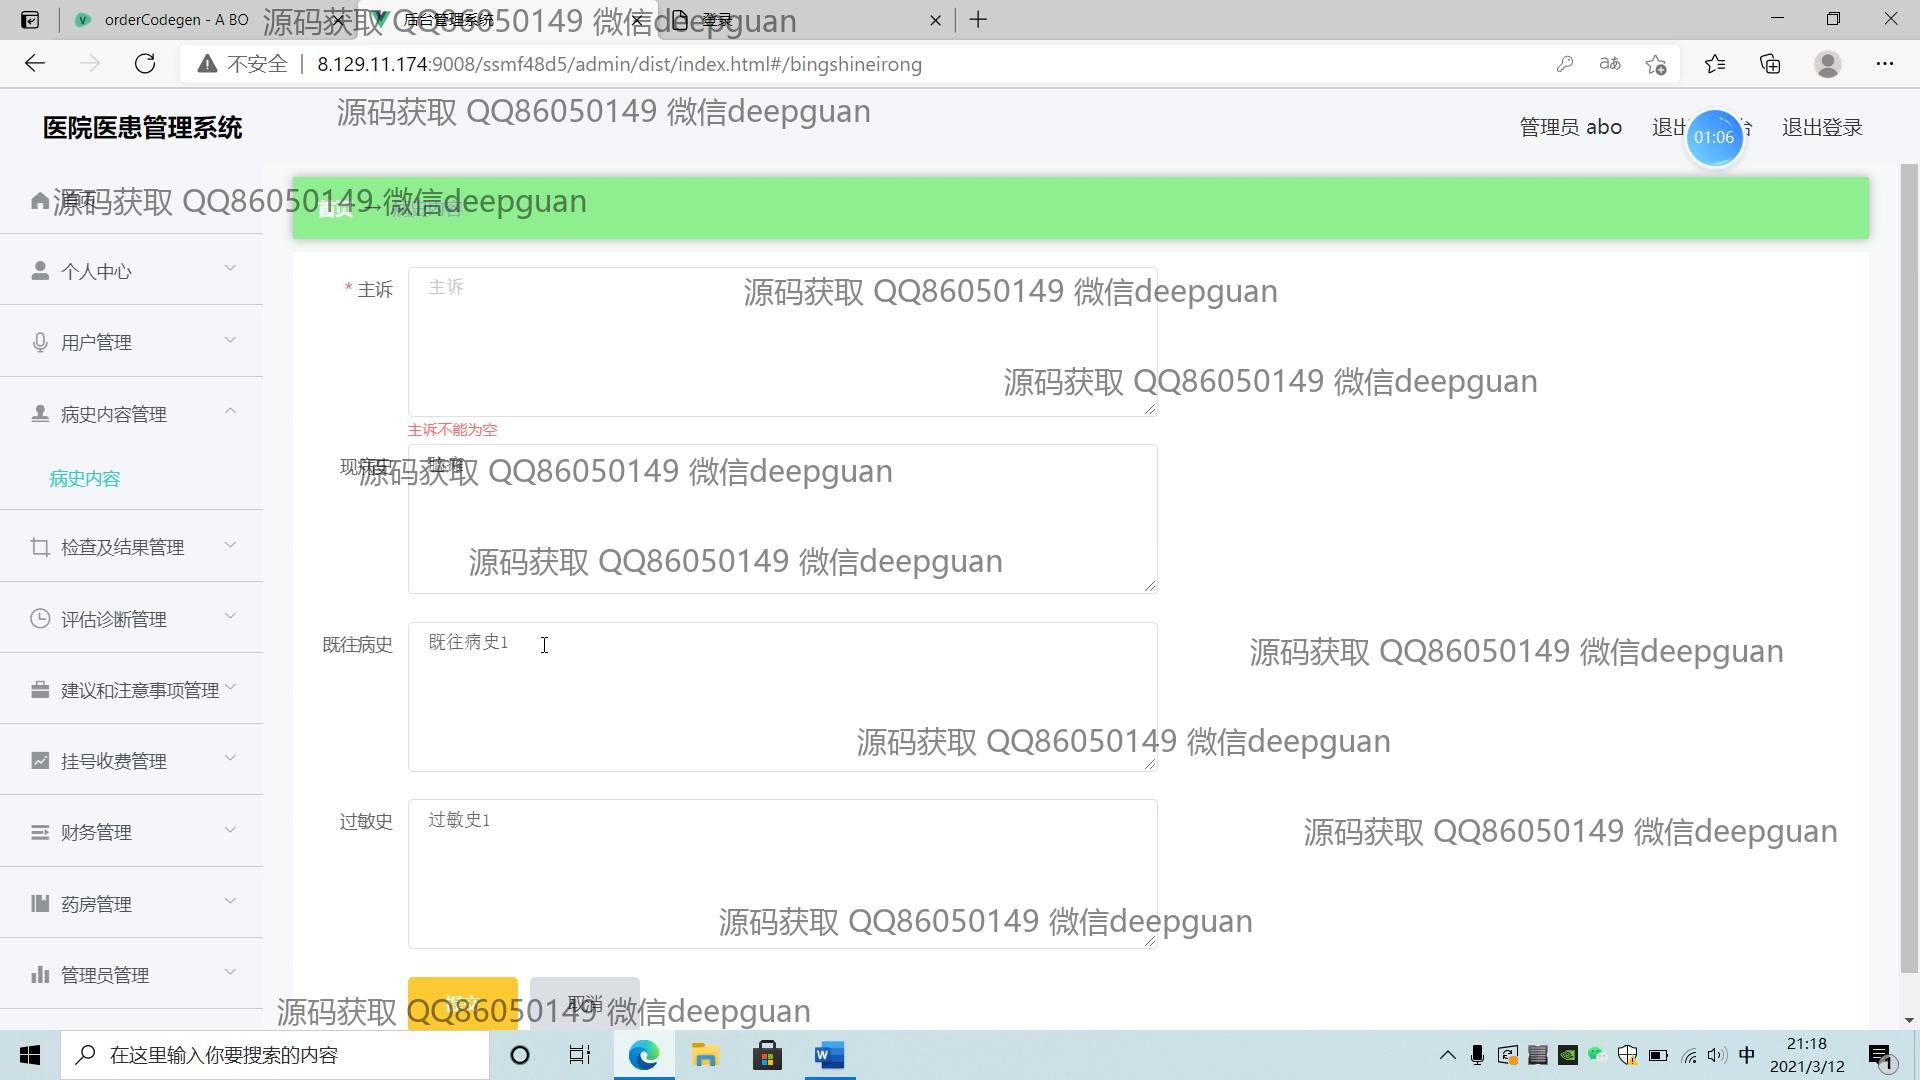 orderCodegen - A BO
后台管理系统
登录
源码获取 QQ86050149 微信deepguan
不安全
8.129.11.174:9008/ssmf48d5/admin/dist/index.html#/bingshineirong
医院医患管理系统
源码获取 QQ86050149 微信deepguan
管理员 abo
退出
01:06
台
退出登录
首页
源码获取 QQ86050149 微信deepguan
首页 → 病史内容
个人中心
* 主诉
主诉
源码获取 QQ86050149 微信deepguan
用户管理
源码获取 QQ86050149 微信deepguan
病史内容管理
主诉不能为空
现病史
源码获取 QQ86050149 微信deepguan
病史内容
检查及结果管理
源码获取 QQ86050149 微信deepguan
评估诊断管理
既往病史
既往病史1
源码获取 QQ86050149 微信deepguan
建议和注意事项管理
源码获取 QQ86050149 微信deepguan
挂号收费管理
过敏史
过敏史1
财务管理
源码获取 QQ86050149 微信deepguan
药房管理
源码获取 QQ86050149 微信deepguan
管理员管理
提交
取消
源码获取 QQ86050149 微信deepguan
在这里输入你要搜索的内容
中
21:18
2021/3/12
1